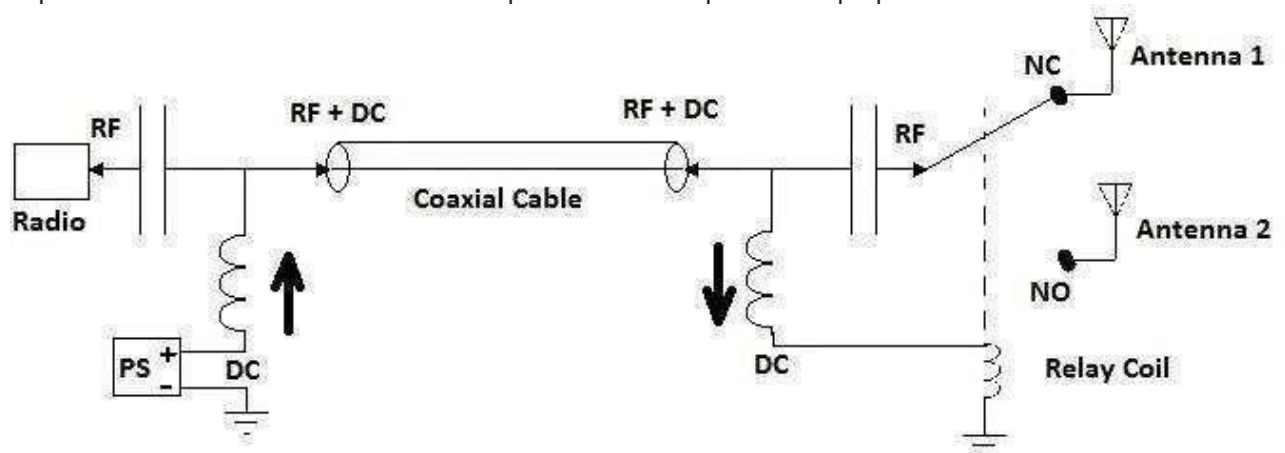 NC
Antenna 1
RF
RF + DC
RF + DC
RF
Coaxial Cable
Radio
Antenna 2
NO
PS
+
-
DC
DC
Relay Coil